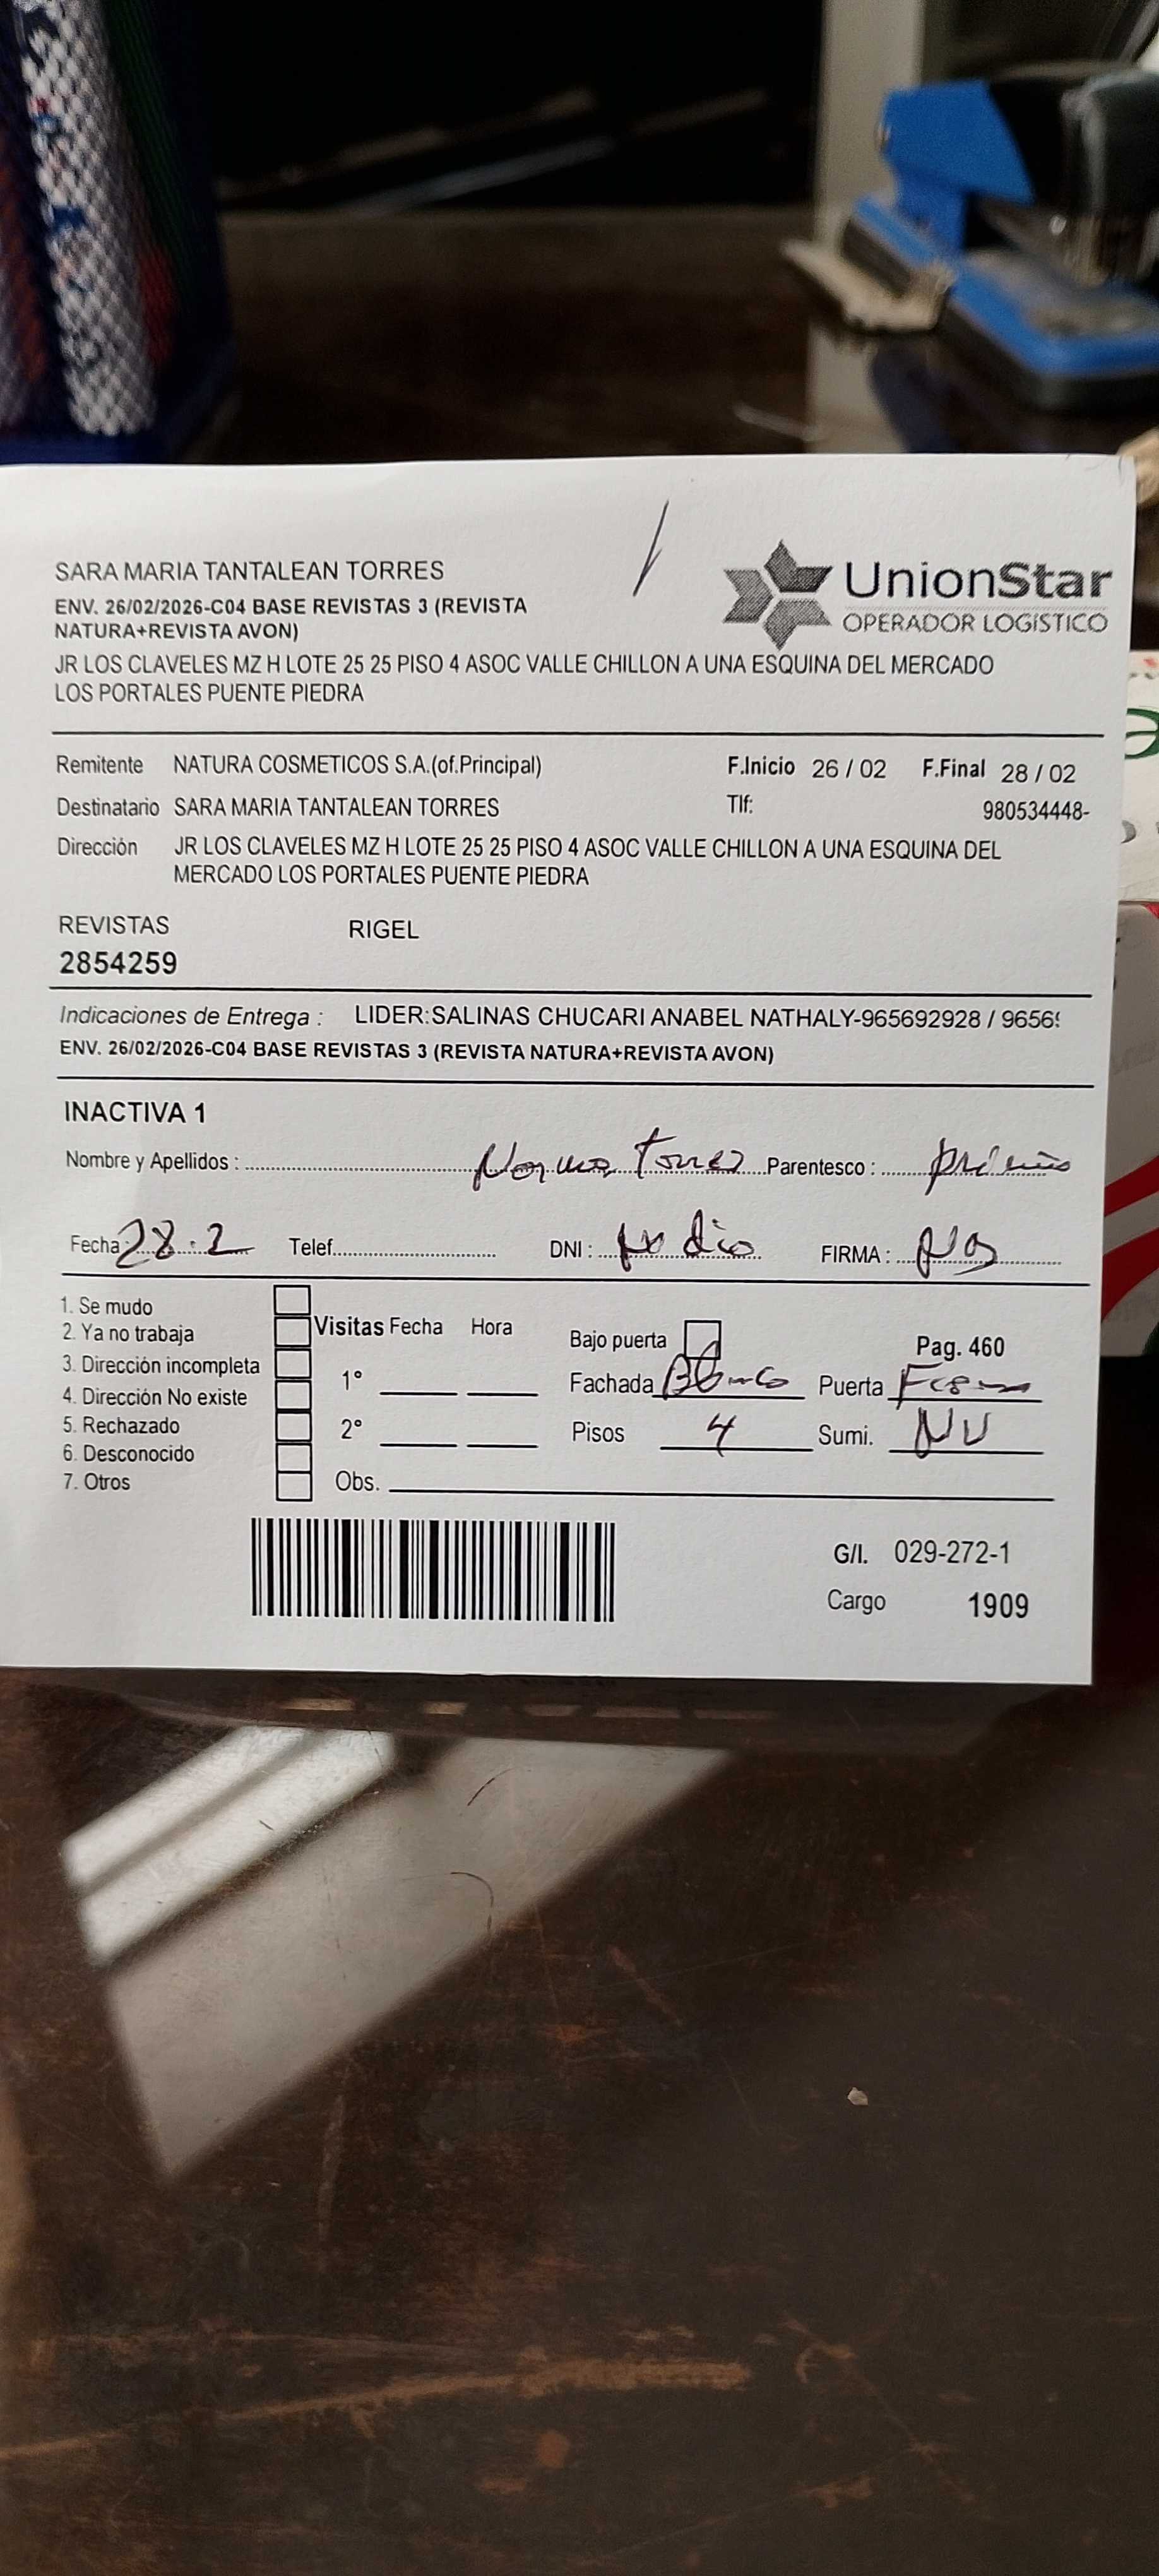 SARA MARIA TANTALEAN TORRES
ENV. 26/02/2026-C04 BASE REVISTAS 3 (REVISTA
NATURA+REVISTA AVON)
UnionStar
OPERADOR LOGÍSTICO
JR LOS CLAVELES MZ H LOTE 25 25 PISO 4 ASOC VALLE CHILLON A UNA ESQUINA DEL MERCADO
LOS PORTALES PUENTE PIEDRA
Remitente NATURA COSMETICOS S.A.(of.Principal) F.Inicio 26 / 02 F.Final 28 / 02
Destinatario SARA MARIA TANTALEAN TORRES Tlf: 980534448-
Dirección JR LOS CLAVELES MZ H LOTE 25 25 PISO 4 ASOC VALLE CHILLON A UNA ESQUINA DEL
MERCADO LOS PORTALES PUENTE PIEDRA
REVISTAS RIGEL
2854259
Indicaciones de Entrega : LIDER:SALINAS CHUCARI ANABEL NATHALY-965692928 / 9656
ENV. 26/02/2026-C04 BASE REVISTAS 3 (REVISTA NATURA+REVISTA AVON)
INACTIVA 1
Nombre y Apellidos : Norma Torres Parentesco :
Fecha 28.2 Telef. DNI : no dio FIRMA :
1. Se mudo
2. Ya no trabaja
3. Dirección incompleta
4. Dirección No existe
5. Rechazado
6. Desconocido
7. Otros
Visitas Fecha Hora
1°
2°
Obs.
Bajo puerta Pag. 460
Fachada Blanco Puerta
Pisos 4 Sumi. NV
G/I. 029-272-1
Cargo 1909